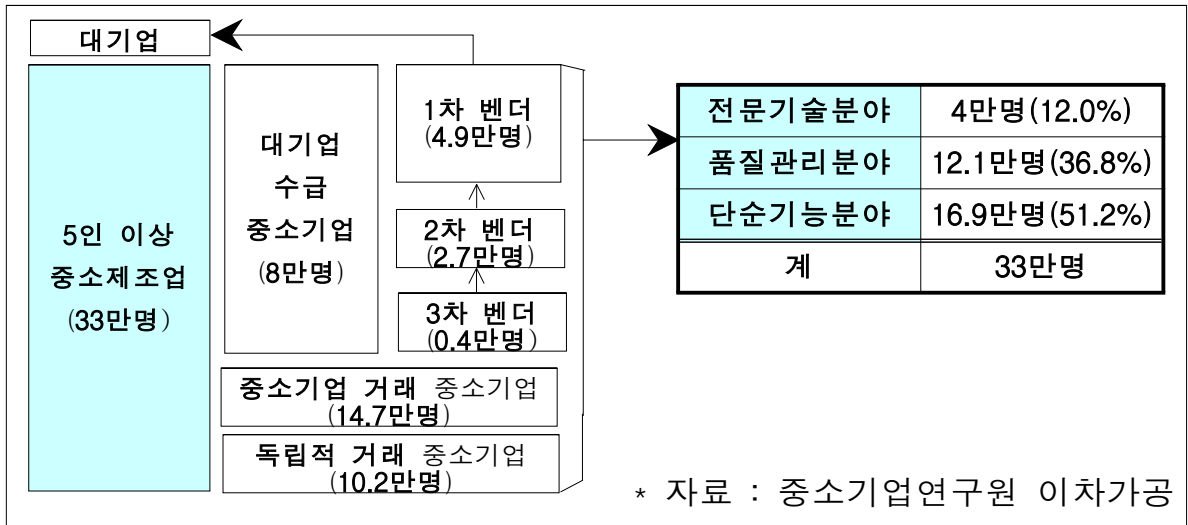 대기업
5인 이상
중소제조업
(33만명)
대기업
수급
중소기업
(8만명)
1차 벤더
(4.9만명)
2차 벤더
(2.7만명)
3차 벤더
(0.4만명)
중소기업 거래 중소기업
(14.7만명)
독립적 거래 중소기업
(10.2만명)
전문기술분야 4만명(12.0%)
품질관리분야 12.1만명(36.8%)
단순기능분야 16.9만명(51.2%)
계 33만명
* 자료 : 중소기업연구원 이차가공